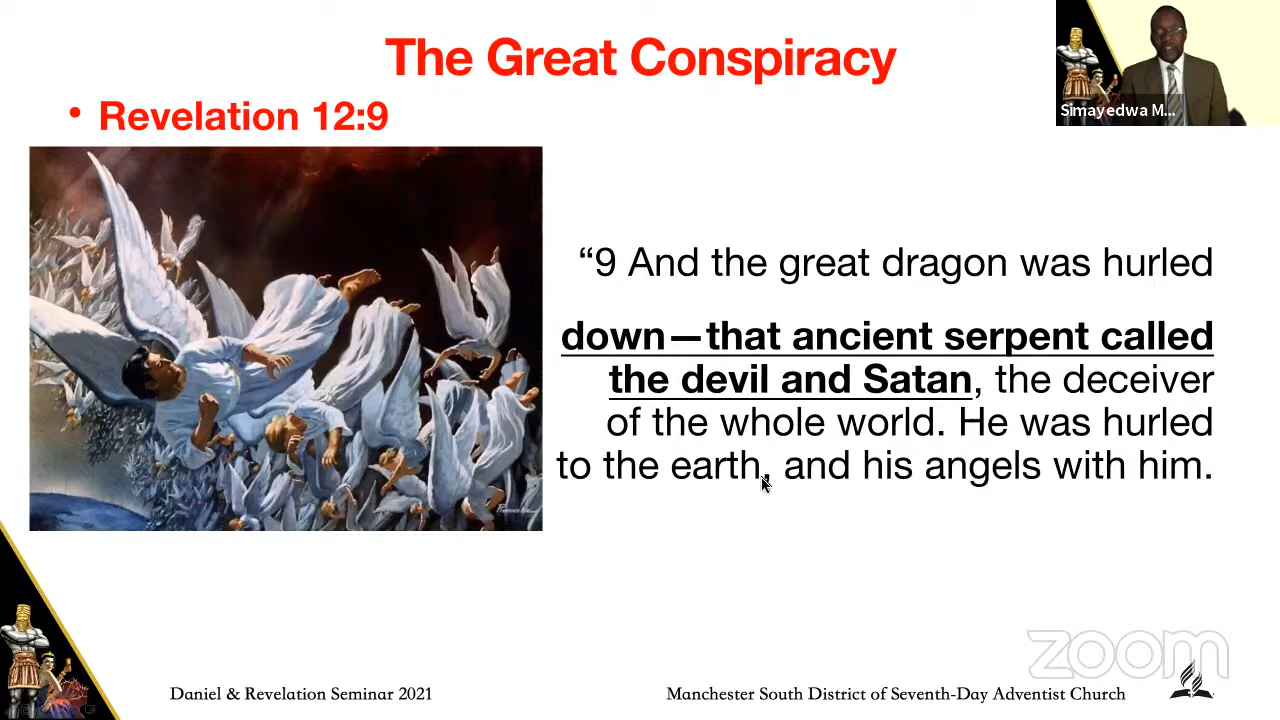 The Great Conspiracy
Simayedwa M...
• Revelation 12:9
“9 And the great dragon was hurled
down—that ancient serpent called
the devil and Satan, the deceiver
of the whole world. He was hurled
to the earth, and his angels with him.
zoom
Daniel & Revelation Seminar 2021
Manchester South District of Seventh-Day Adventist Church